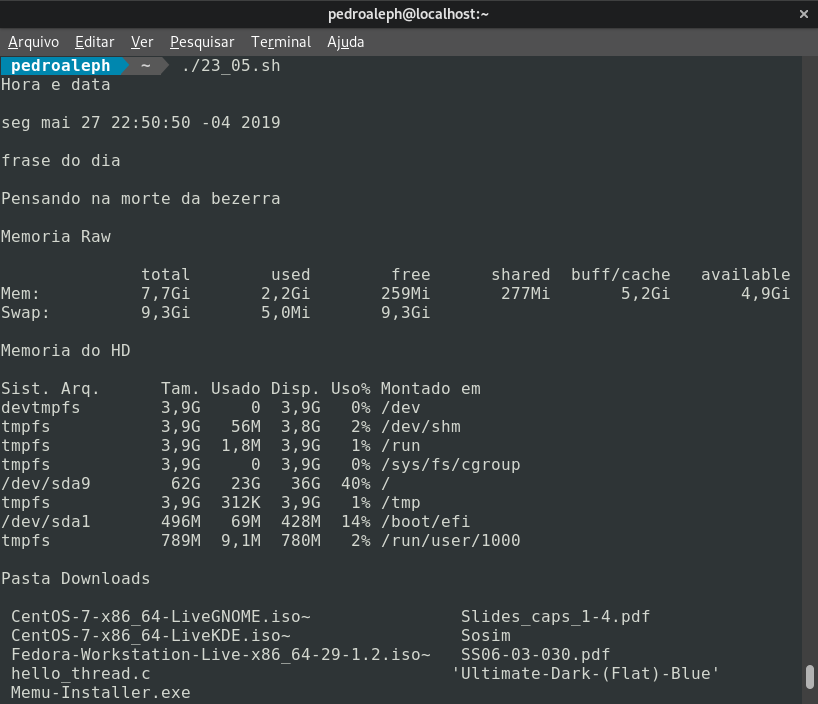 pedroaleph@localhost:~
Arquivo Editar Ver Pesquisar Terminal Ajuda
pedroaleph ~ ./23_05.sh
Hora e data
seg mai 27 22:50:50 -04 2019
frase do dia
Pensando na morte da bezerra
Memoria Raw
total used free shared buff/cache available
Mem: 7,7Gi 2,2Gi 259Mi 277Mi 5,2Gi 4,9Gi
Swap: 9,3Gi 5,0Mi 9,3Gi
Memoria do HD
Sist. Arq. Tam. Usado Disp. Uso% Montado em
devtmpfs 3,9G 0 3,9G 0% /dev
tmpfs 3,9G 56M 3,8G 2% /dev/shm
tmpfs 3,9G 1,8M 3,9G 1% /run
tmpfs 3,9G 0 3,9G 0% /sys/fs/cgroup
/dev/sda9 62G 23G 36G 40% /
tmpfs 3,9G 312K 3,9G 1% /tmp
/dev/sda1 496M 69M 428M 14% /boot/efi
tmpfs 789M 9,1M 780M 2% /run/user/1000
Pasta Downloads
CentOS-7-x86_64-LiveGNOME.iso~ Slides_caps_1-4.pdf
CentOS-7-x86_64-LiveKDE.iso~ Sosim
Fedora-Workstation-Live-x86_64-29-1.2.iso~ SS06-03-030.pdf
hello_thread.c 'Ultimate-Dark-(Flat)-Blue'
Memu-Installer.exe